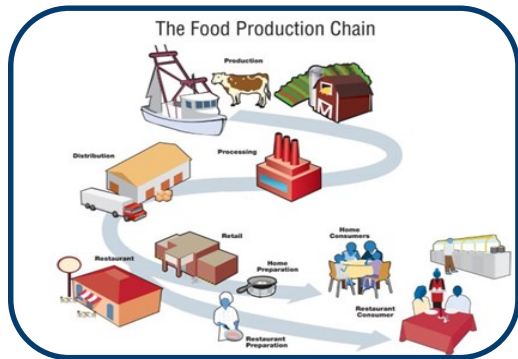 The Food Production Chain
Production
Distribution
Processing
Restaurant
Retail
Home
Preparation
Home
Consumers
Restaurant
Consumer
Restaurant
Preparation